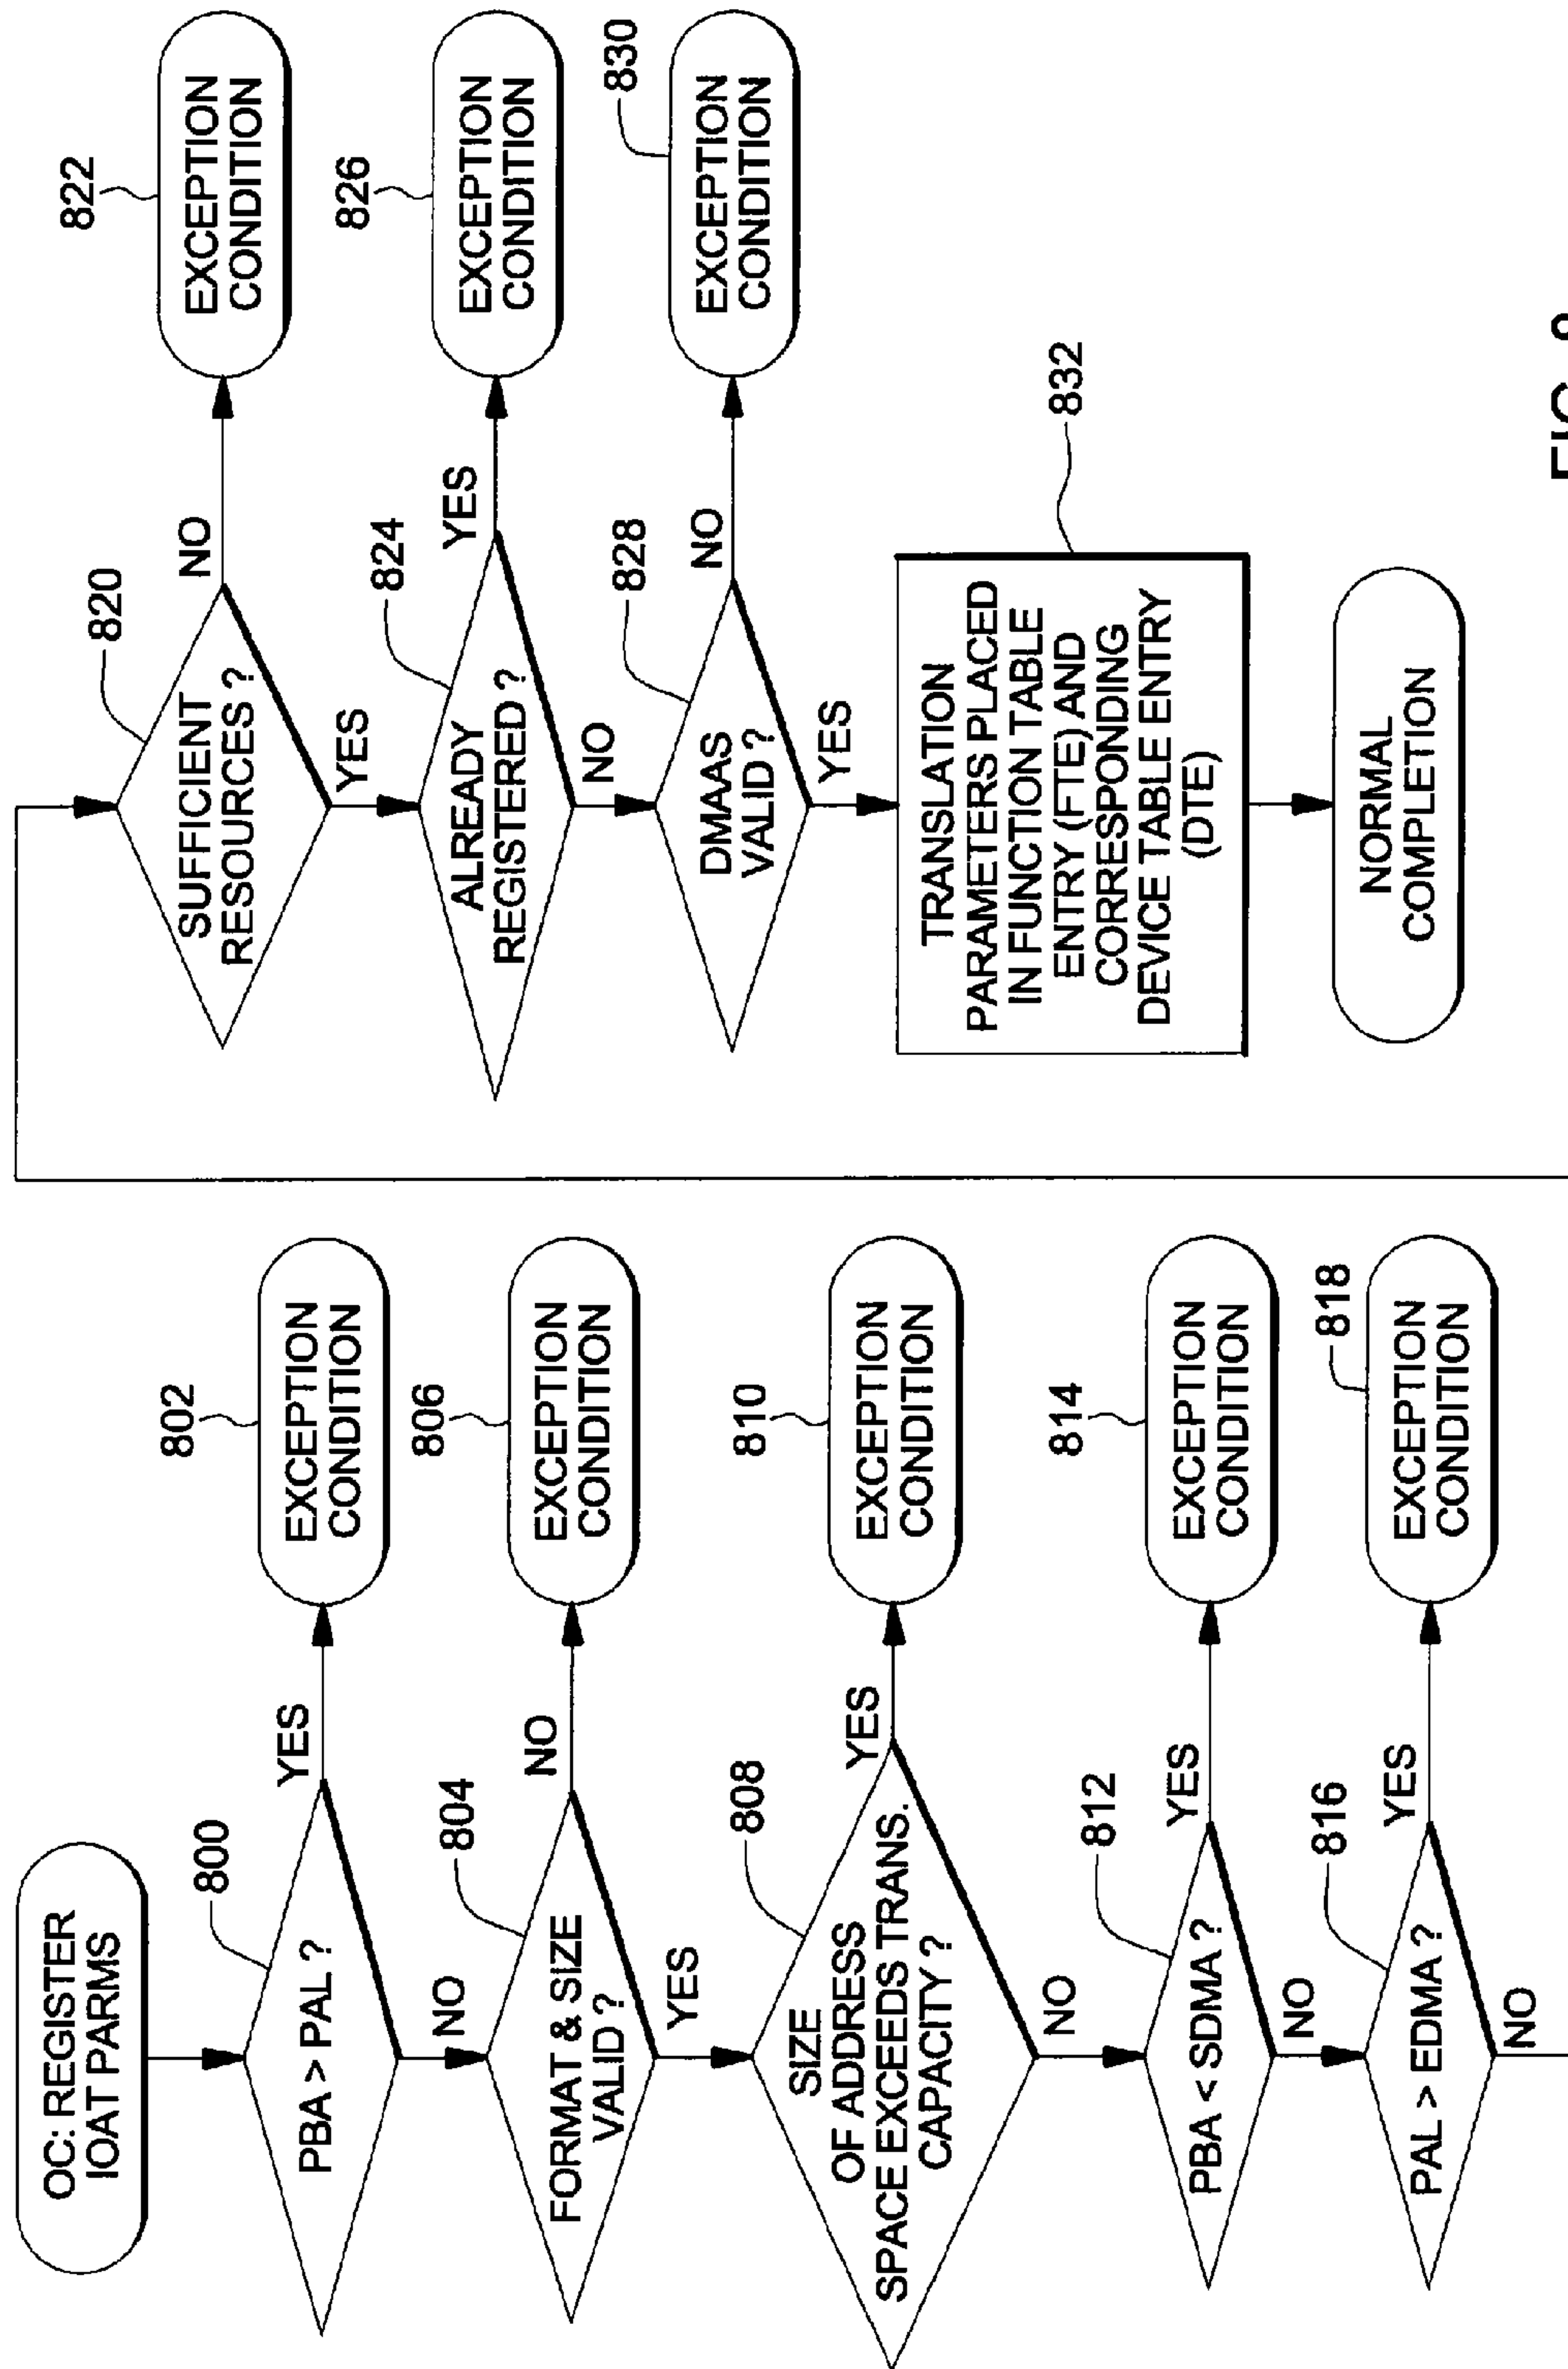 OC: REGISTER
IOAT PARMS
800
PBA > PAL ?
YES
802
EXCEPTION
CONDITION
NO
804
FORMAT & SIZE
VALID ?
NO
806
EXCEPTION
CONDITION
YES
808
SIZE
OF ADDRESS
SPACE EXCEEDS TRANS.
CAPACITY ?
YES
810
EXCEPTION
CONDITION
NO
812
PBA < SDMA ?
YES
814
EXCEPTION
CONDITION
NO
816
PAL > EDMA ?
YES
818
EXCEPTION
CONDITION
NO
820
SUFFICIENT
RESOURCES ?
NO
822
EXCEPTION
CONDITION
YES
824
ALREADY
REGISTERED ?
YES
826
EXCEPTION
CONDITION
NO
828
DMAAS
VALID ?
NO
830
EXCEPTION
CONDITION
YES
832
TRANSLATION
PARAMETERS PLACED
IN FUNCTION TABLE
ENTRY (FTE) AND
CORRESPONDING
DEVICE TABLE ENTRY
(DTE)
NORMAL
COMPLETION